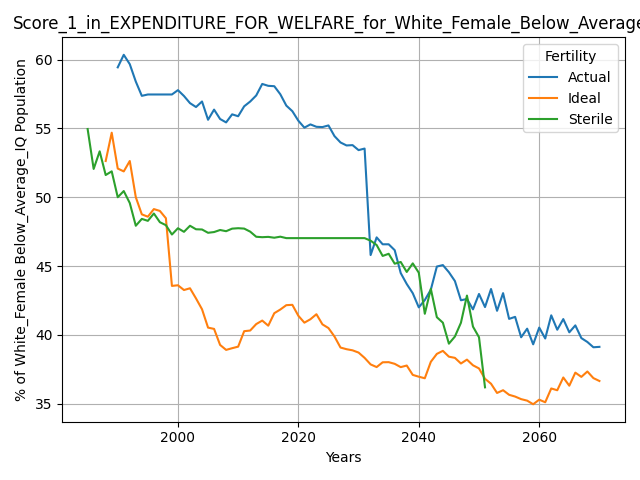 Score_1_in_EXPENDITURE_FOR_WELFARE_for_White_Female_Below_Average
Fertility
Actual
Ideal
Sterile
60
55
50
45
40
35
% of White_Female Below_Average_IQ Population
2000
2020
2040
2060
Years